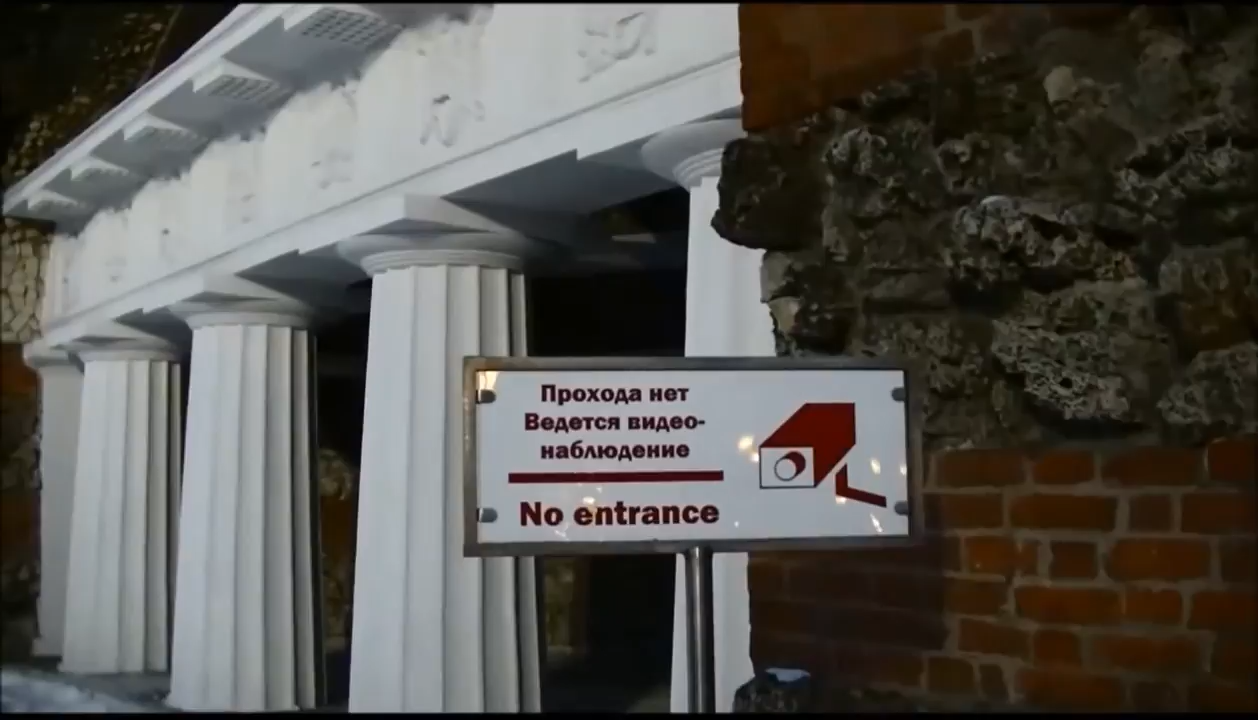 Прохода нет
Ведется видео-
наблюдение
No entrance